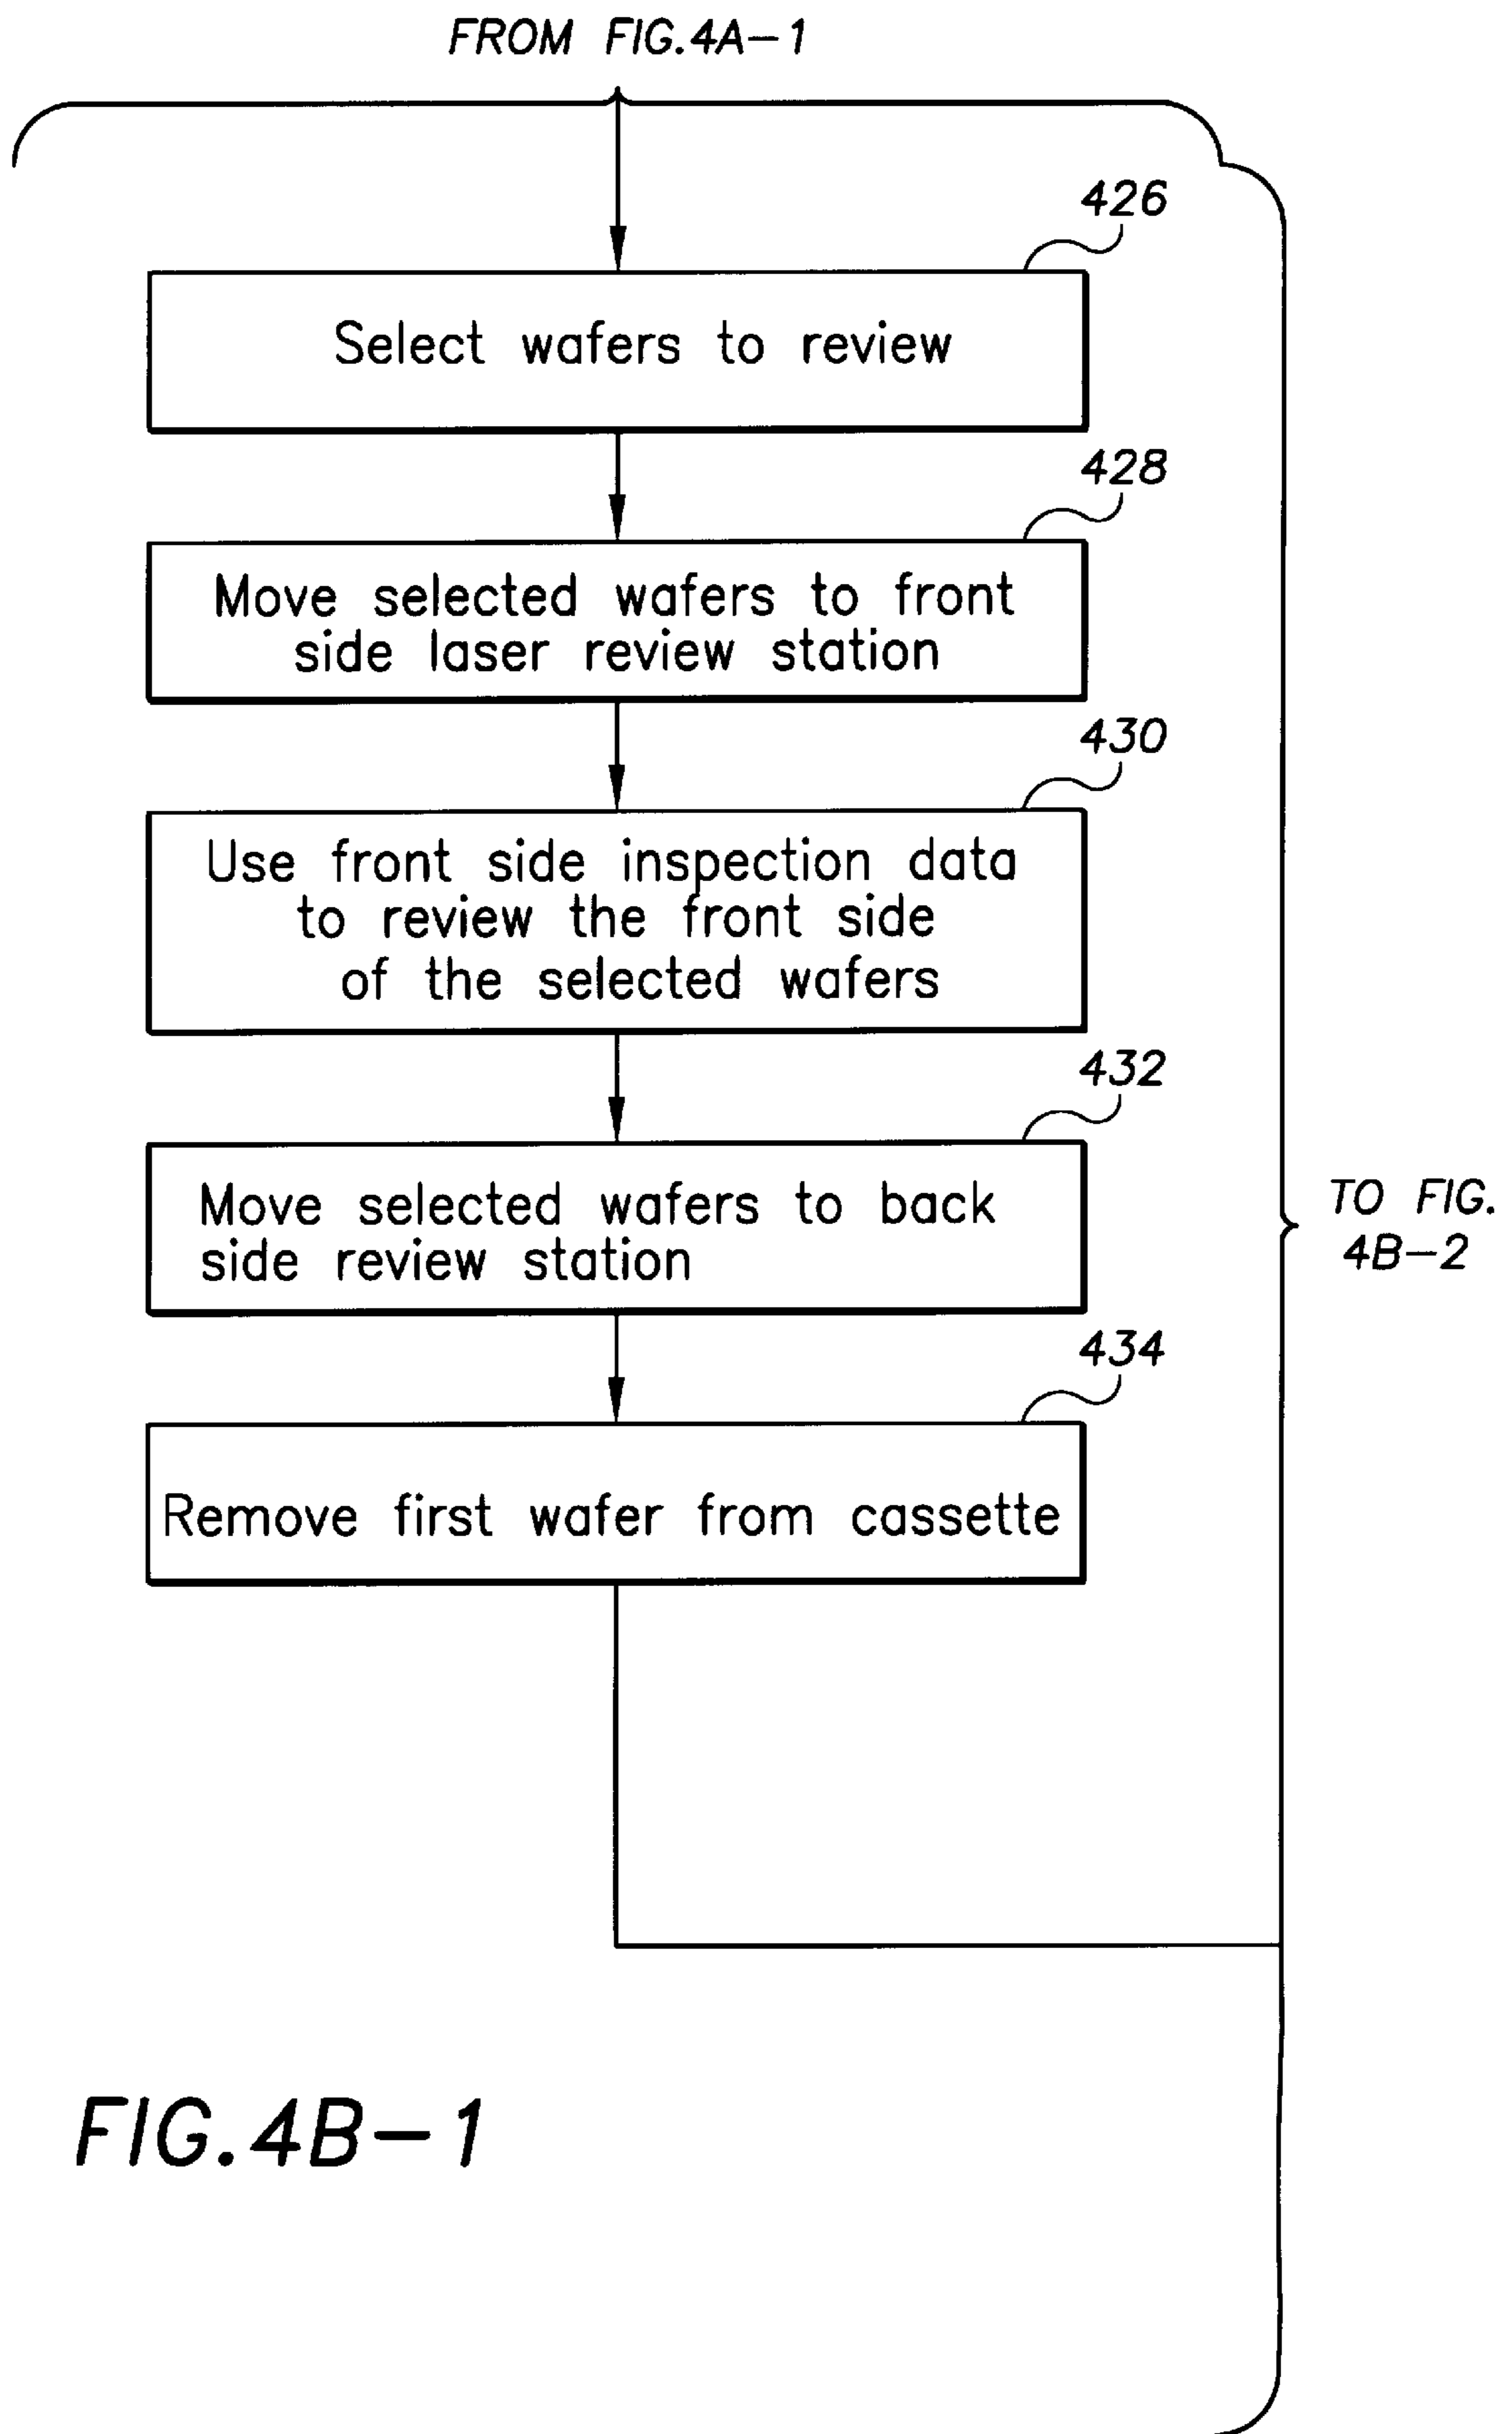 FROM FIG.4A-1
426
Select wafers to review
428
Move selected wafers to front
side laser review station
430
Use front side inspection data
to review the front side
of the selected wafers
432
Move selected wafers to back
side review station
TO FIG.
4B-2
434
Remove first wafer from cassette
FIG.4B-1